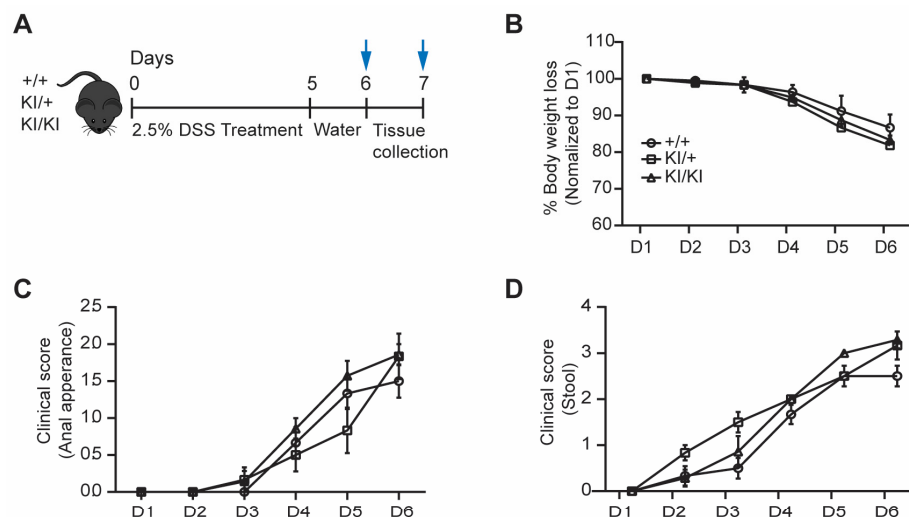 A
+/+
KI/+
KI/KI
Days
0 5 6 7
2.5% DSS Treatment Water Tissue
collection
B
% Body weight loss
(Nomalized to D1)
100
100
90
80
70
60
+/+
KI/+
KI/KI
D1 D2 D3 D4 D5 D6
C
Clinical score
(Anal apperance)
25
20
15
10
05
00
D1 D2 D3 D4 D5 D6
D
Clinical score
(Stool)
4
3
2
1
0
D1 D2 D3 D4 D5 D6